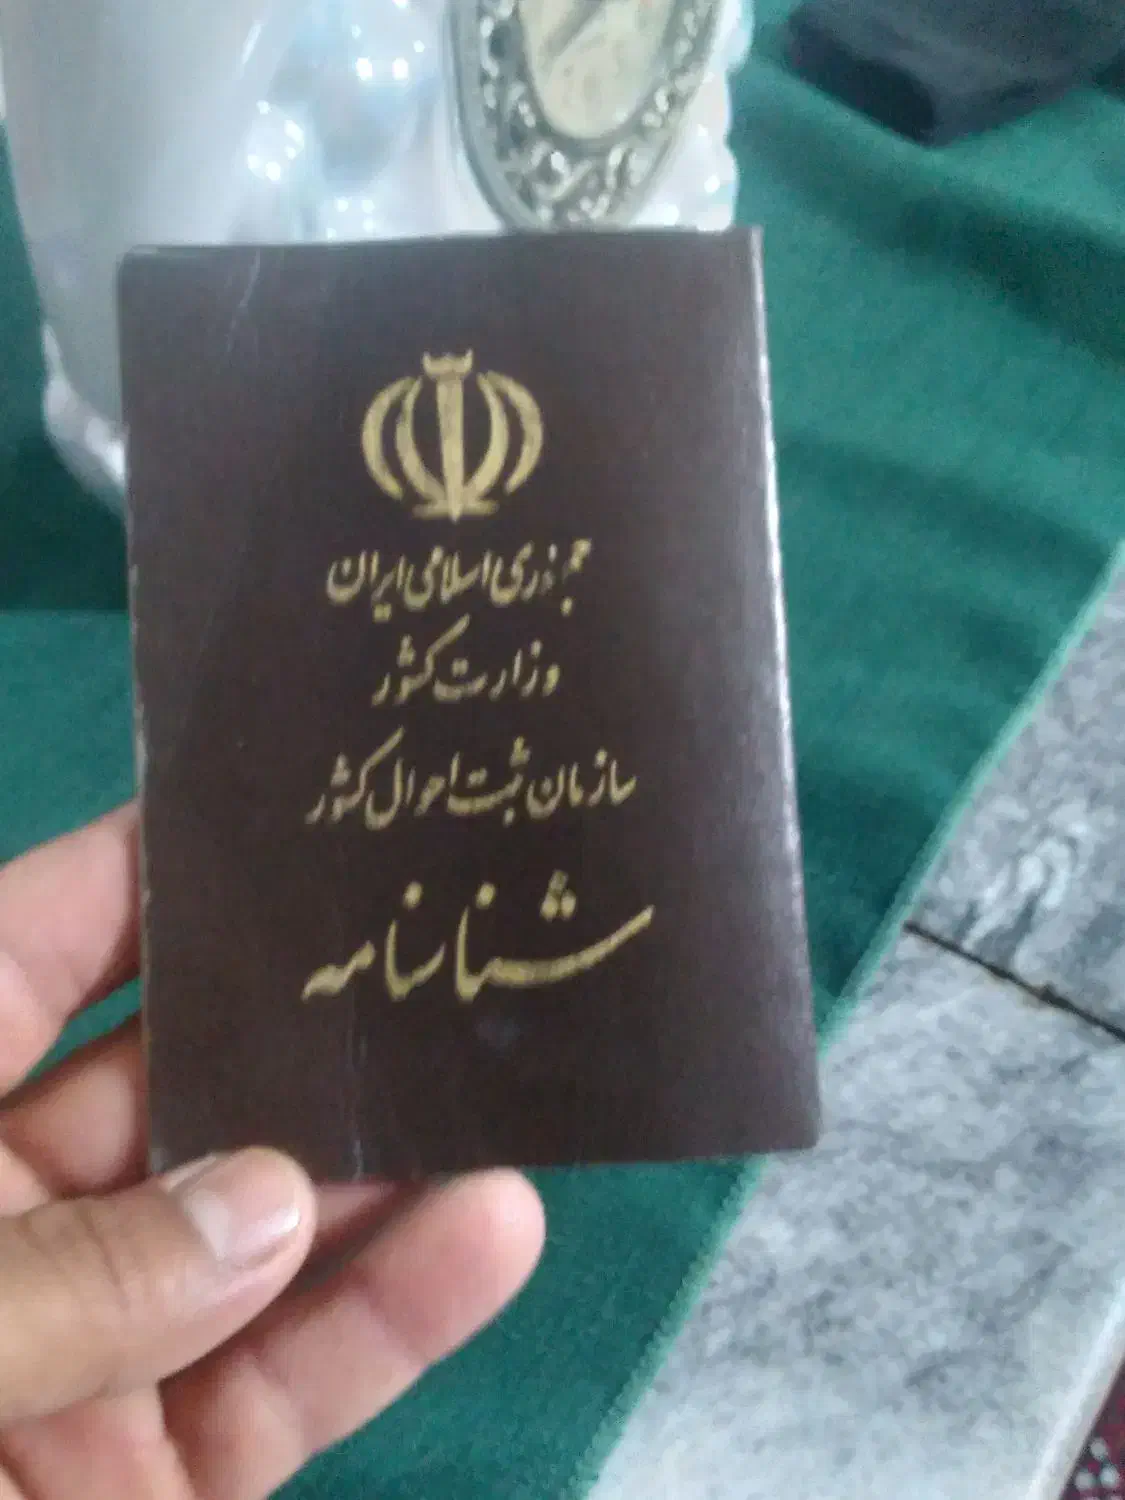 جمهوری اسلامی ایران
وزارت کشور
سازمان ثبت احوال کشور
شناسنامه